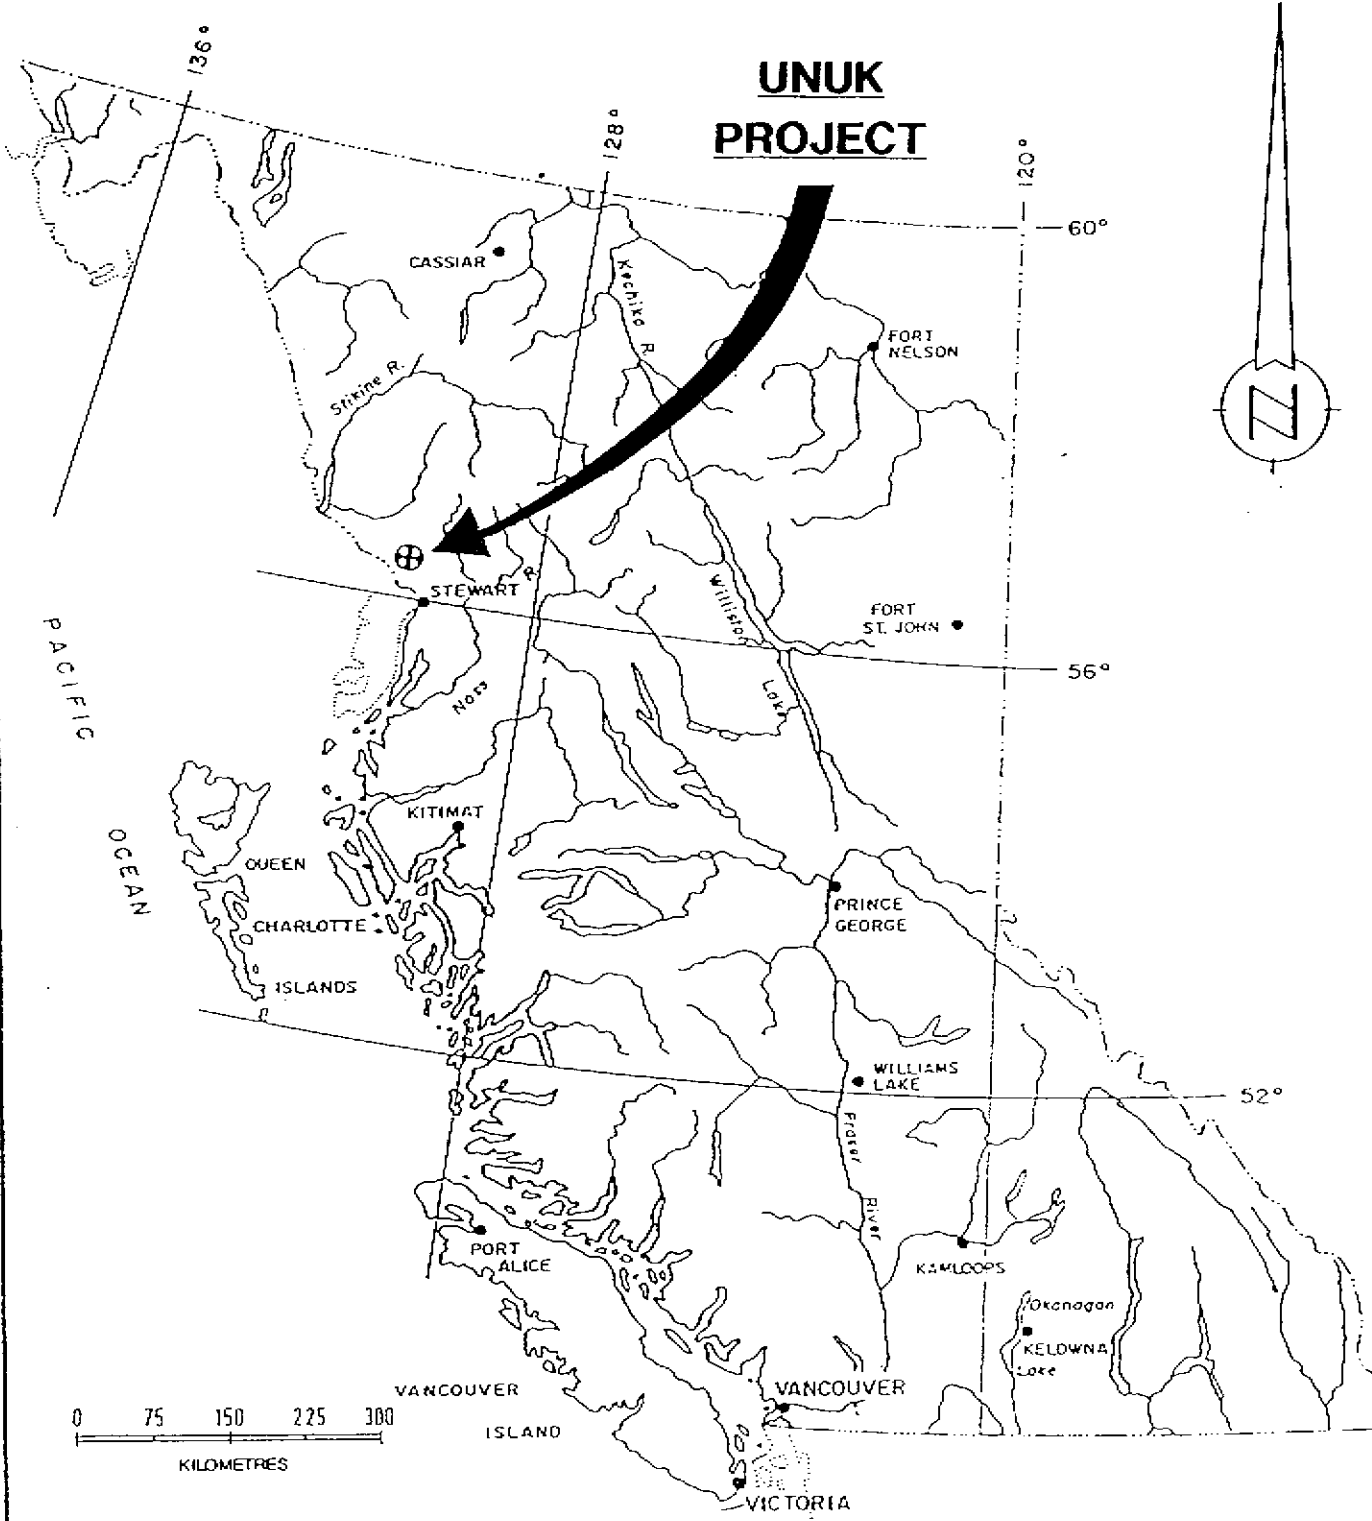 UNUK
PROJECT
136°
128°
120°
60°
CASSIAR
Kechika R.
FORT
NELSON
Stikine R.
STEWART
R.
Williston
Lake
FORT
ST. JOHN
56°
PACIFIC
OCEAN
Nass
KITIMAT
QUEEN
CHARLOTTE
ISLANDS
PRINCE
GEORGE
WILLIAMS
LAKE
52°
Fraser
River
PORT
ALICE
KAMLOOPS
Okanagan
KELOWNA
Lake
VANCOUVER
ISLAND
VANCOUVER
VICTORIA
0 75 150 225 300
KILOMETRES
N